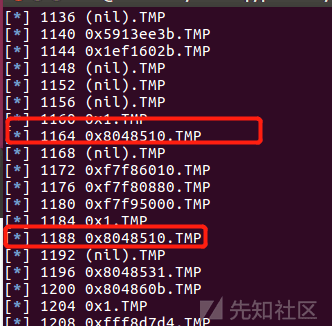 [*] 1136 (nil).TMP
[*] 1140 0x5913ee3b.TMP
[*] 1144 0x1ef1602b.TMP
[*] 1148 (nil).TMP
[*] 1152 (nil).TMP
[*] 1156 (nil).TMP
[*] 1160 0x1.TMP
[*] 1164 0x8048510.TMP
[*] 1168 (nil).TMP
[*] 1172 0xf7f86010.TMP
[*] 1176 0xf7f80880.TMP
[*] 1180 0xf7f95000.TMP
[*] 1184 0x1.TMP
[*] 1188 0x8048510.TMP
[*] 1192 (nil).TMP
[*] 1196 0x8048531.TMP
[*] 1200 0x804860b.TMP
[*] 1204 0x1.TMP
[*] 1208 0xfff8d7d4.TMP
先知社区